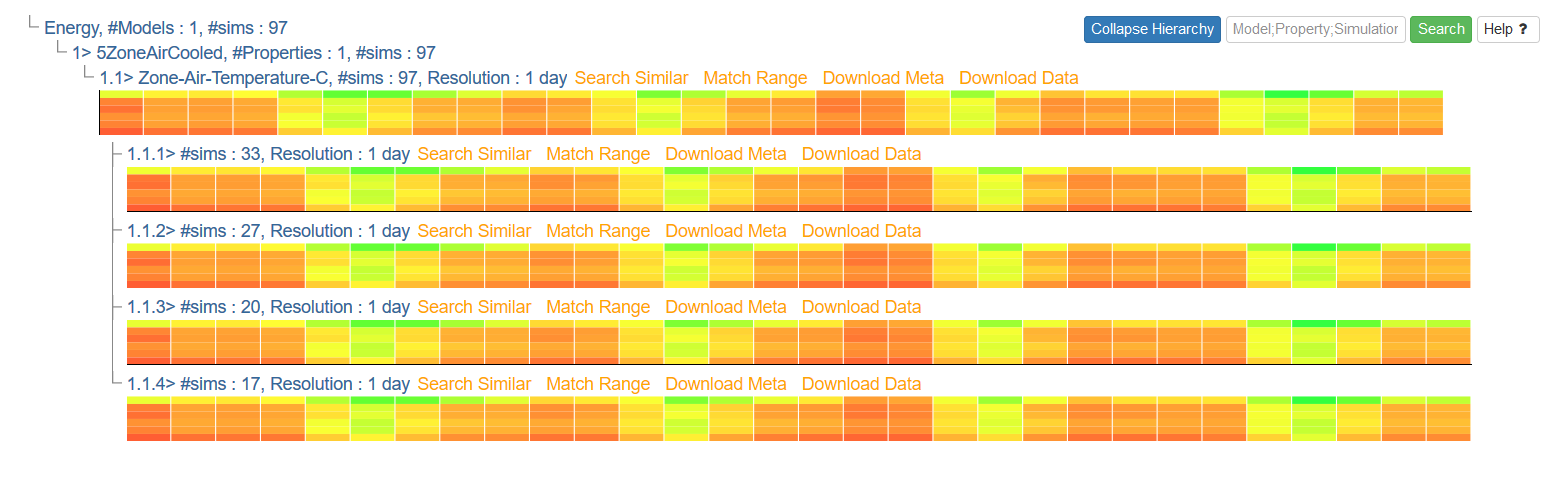 Energy, #Models : 1, #sims : 97 Collapse Hierarchy Model;Property;Simulation Search Help ?
1> 5ZoneAirCooled, #Properties : 1, #sims : 97
1.1> Zone-Air-Temperature-C, #sims : 97, Resolution : 1 day Search Similar Match Range Download Meta Download Data
1.1.1> #sims : 33, Resolution : 1 day Search Similar Match Range Download Meta Download Data
1.1.2> #sims : 27, Resolution : 1 day Search Similar Match Range Download Meta Download Data
1.1.3> #sims : 20, Resolution : 1 day Search Similar Match Range Download Meta Download Data
1.1.4> #sims : 17, Resolution : 1 day Search Similar Match Range Download Meta Download Data